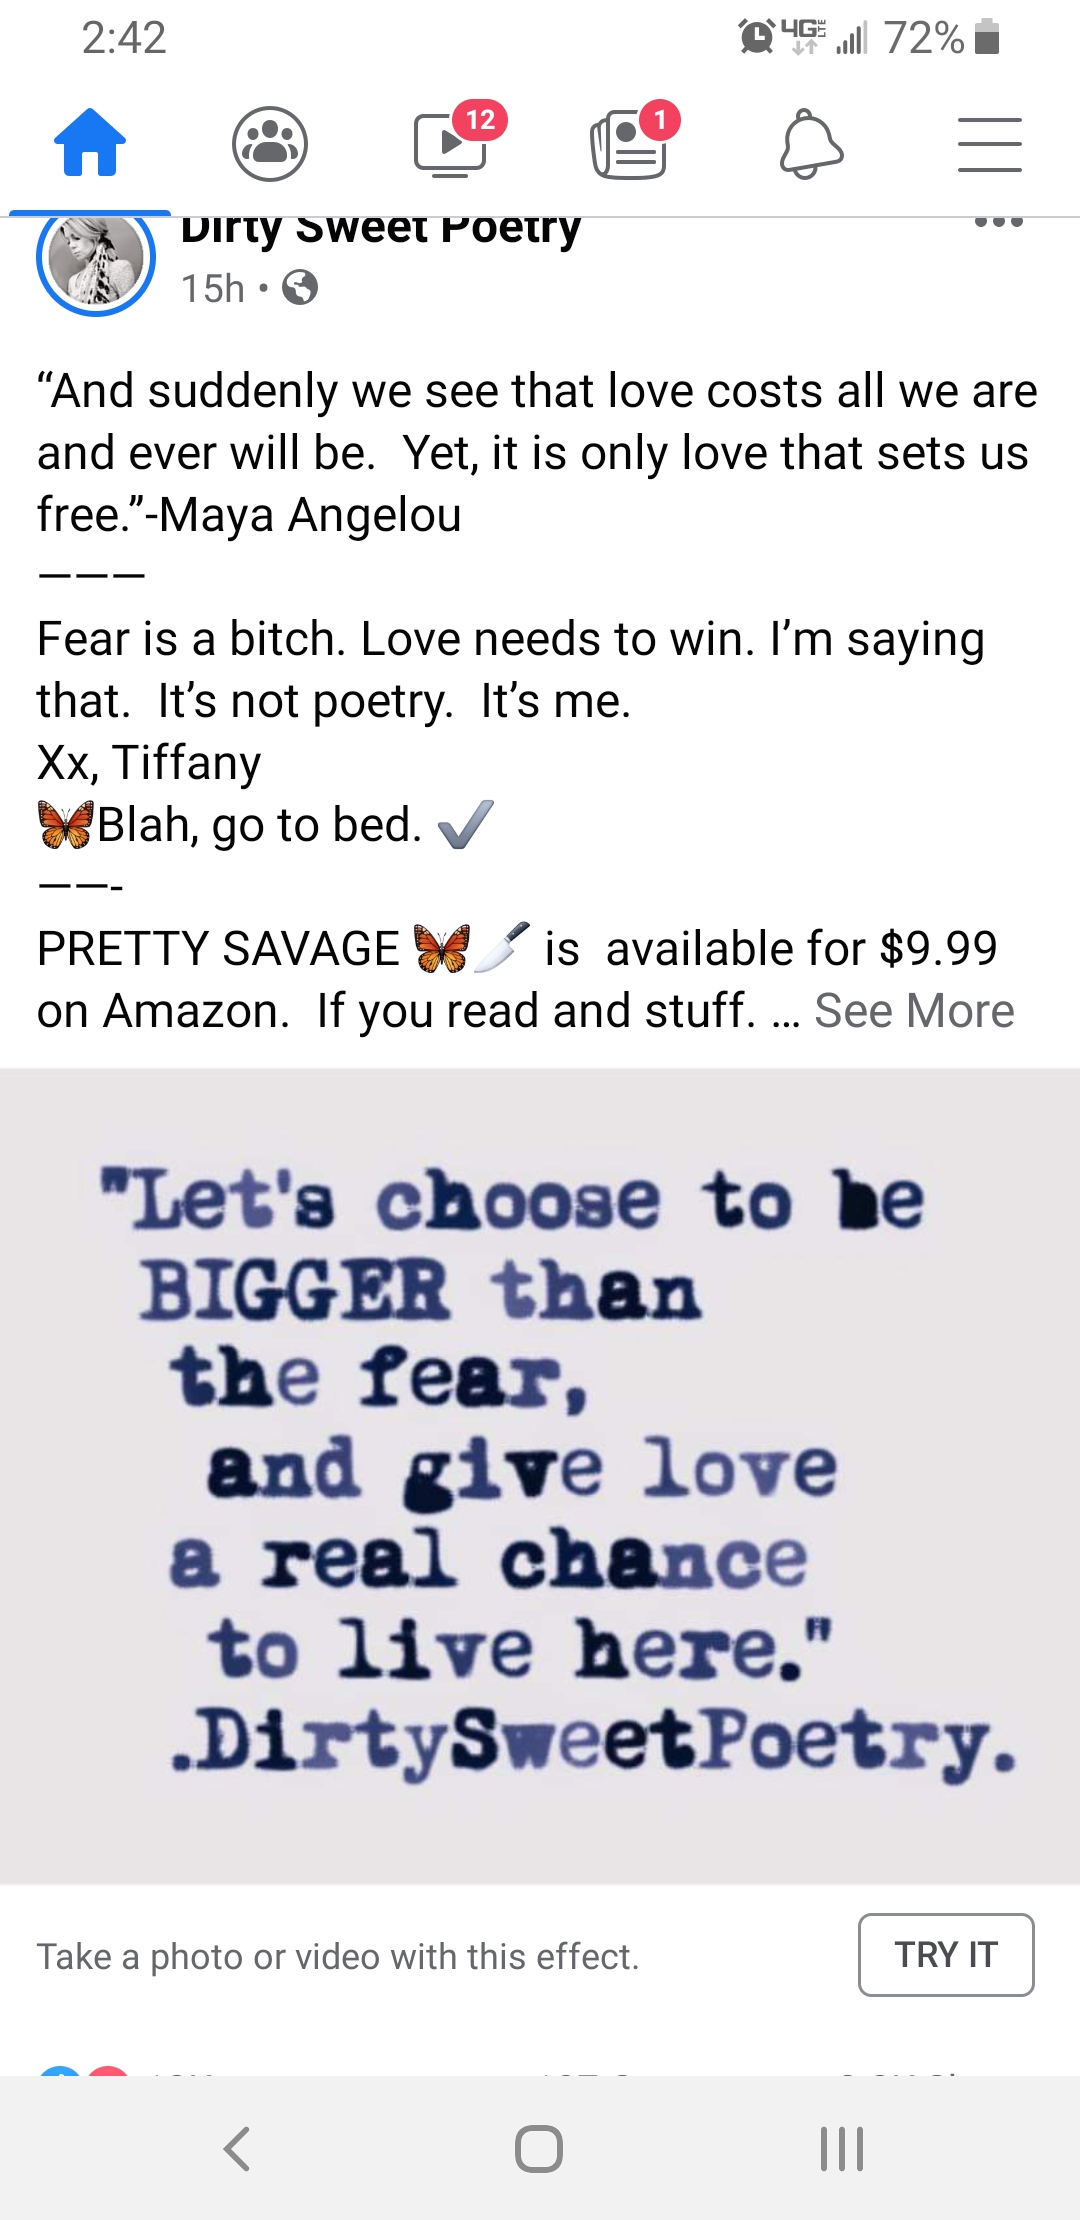 2:42 4G LTE 72%
12 1
Dirty Sweet Poetry
15h •
“And suddenly we see that love costs all we are
and ever will be.  Yet, it is only love that sets us
free.”-Maya Angelou
———
Fear is a bitch. Love needs to win. I’m saying
that.  It’s not poetry.  It’s me.
Xx, Tiffany
🦋Blah, go to bed. ✔️
——-
PRETTY SAVAGE 🦋🔪 is  available for $9.99
on Amazon.  If you read and stuff. ... See More
"Let's choose to be
BIGGER than
the fear,
and give love
a real chance
to live here."
.DirtySweetPoetry.
Take a photo or video with this effect. TRY IT